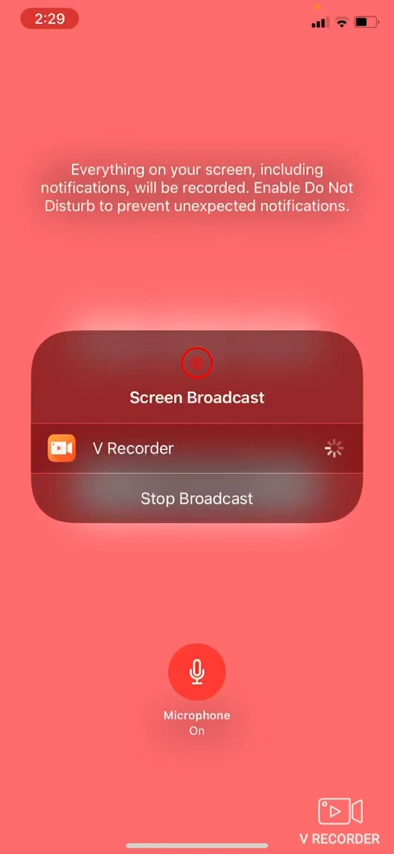 2:29
Everything on your screen, including
notifications, will be recorded. Enable Do Not
Disturb to prevent unexpected notifications.
Screen Broadcast
V Recorder
Stop Broadcast
Microphone
On
V RECORDER